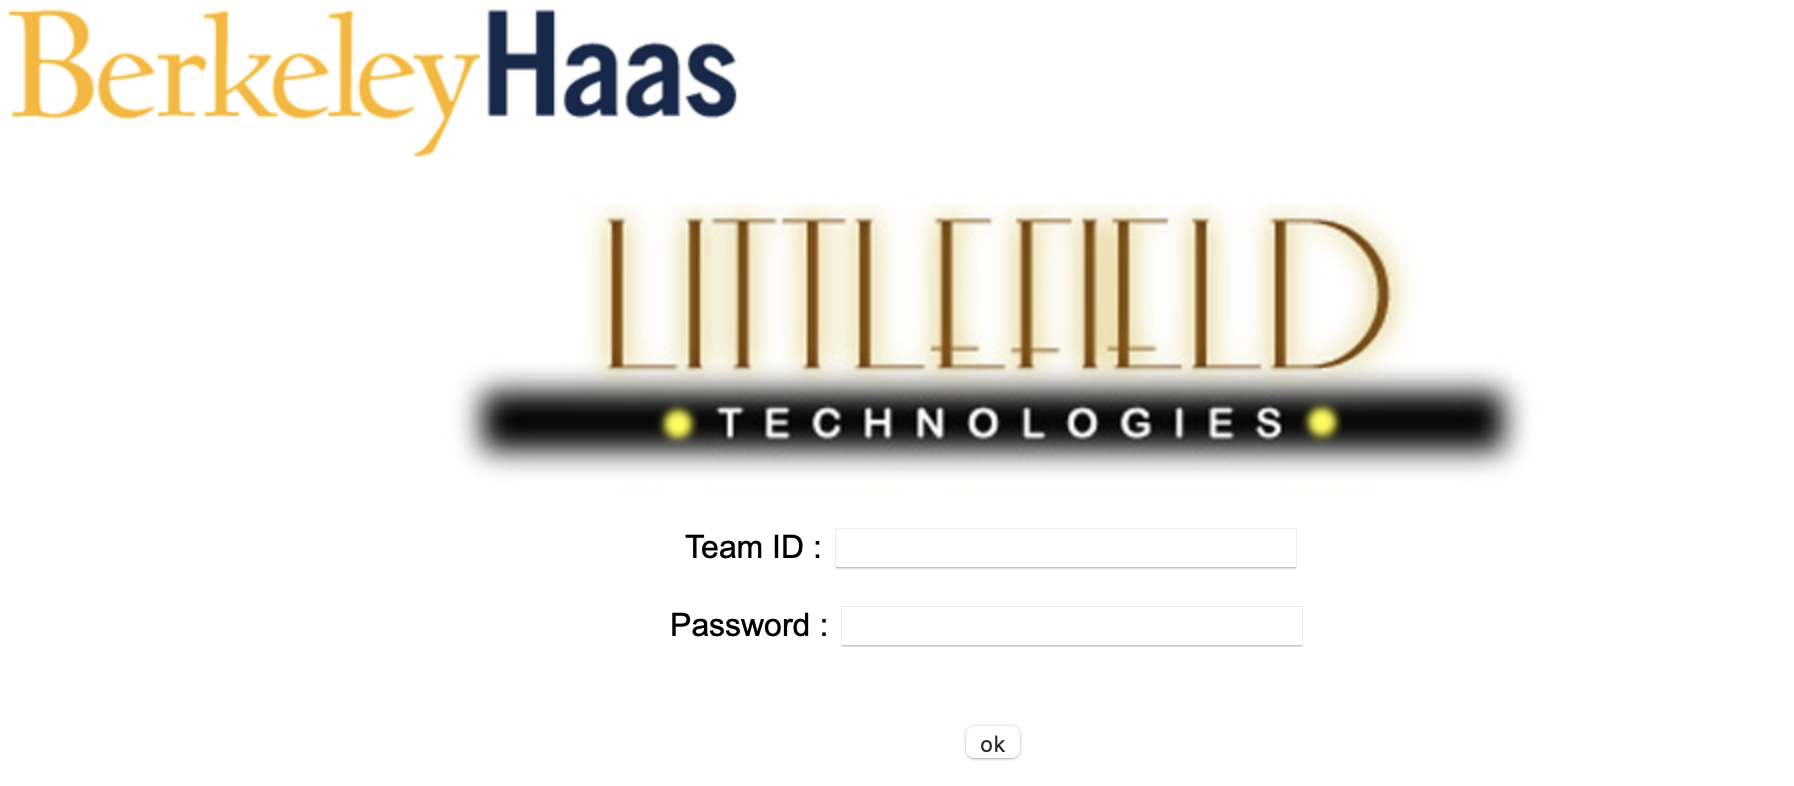 BerkeleyHaas
LITTLEFIELD
TECHNOLOGIES
Team ID :
Password :
ok